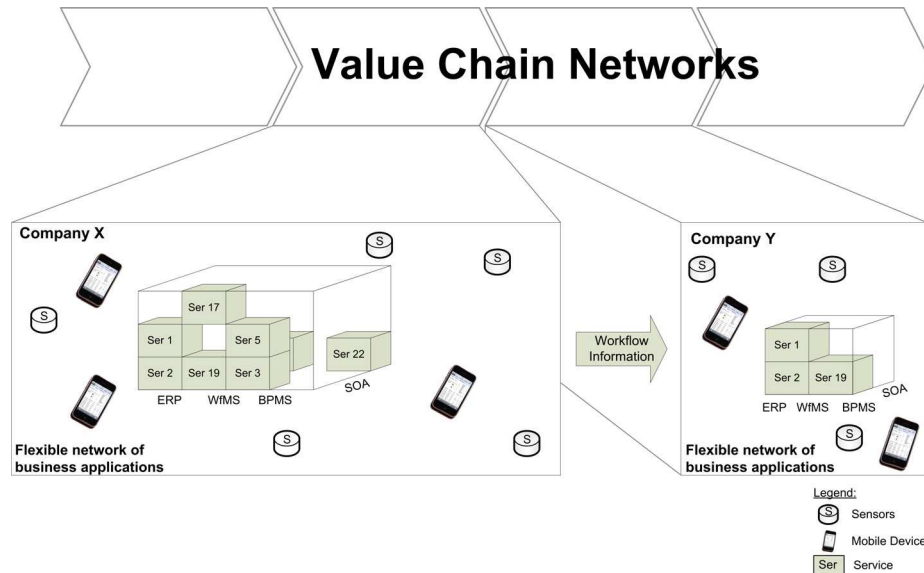 Value Chain Networks
Company X
S
S
S
Ser 17
Ser 1
Ser 5
Ser 22
Ser 2
Ser 19
Ser 3
SOA
ERP
WfMS
BPMS
S
S
Flexible network of
business applications
Workflow
Information
Company Y
S
S
Ser 1
Ser 2
Ser 19
SOA
ERP
WfMS
BPMS
S
Flexible network of
business applications
Legend:
S
Sensors
Mobile Device
Ser
Service